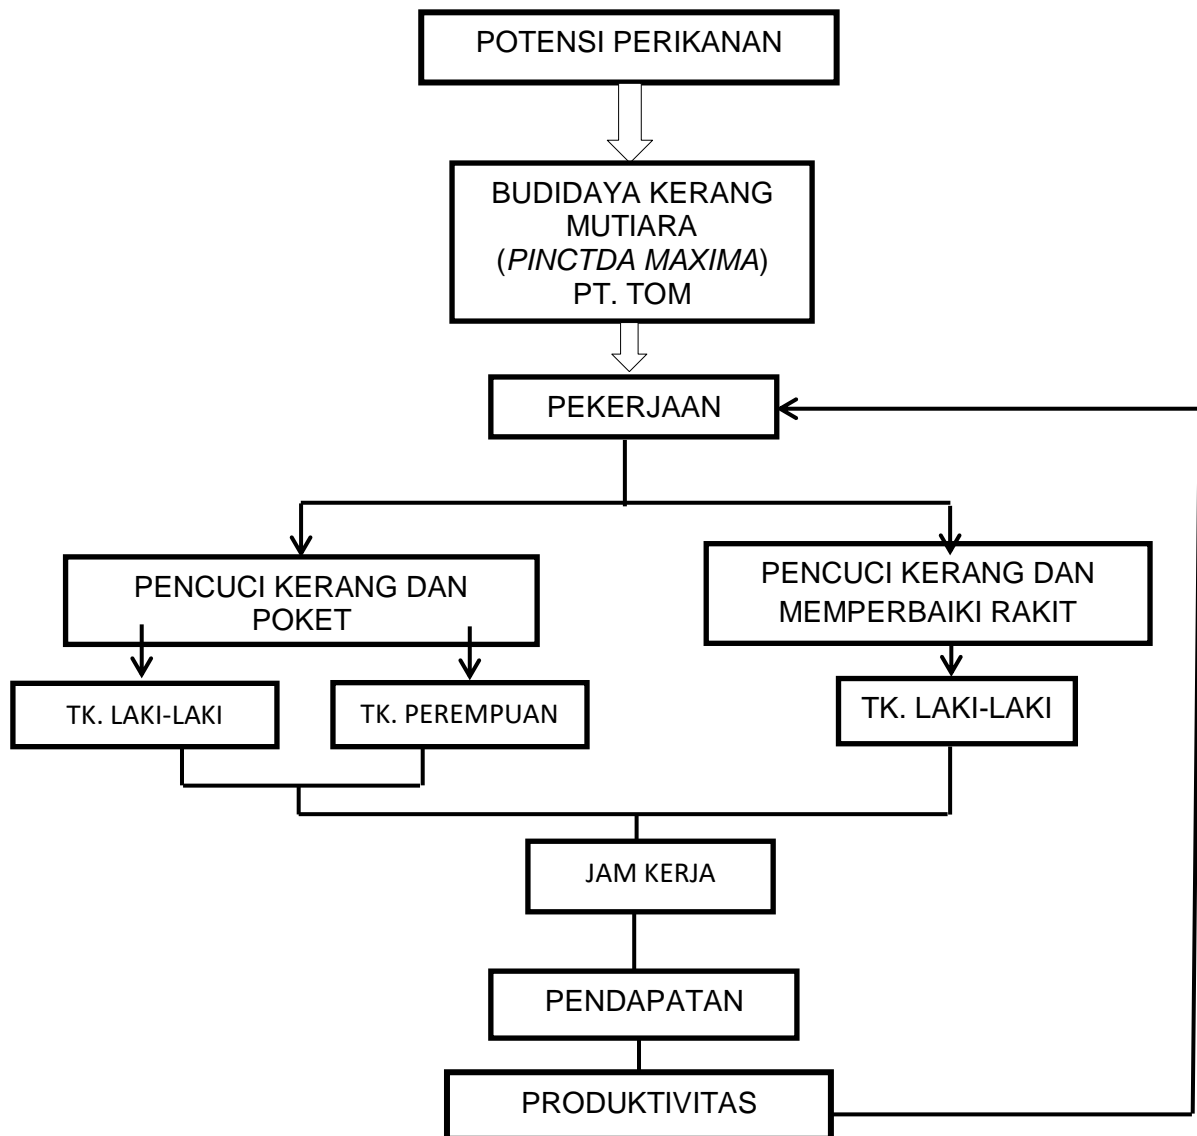 POTENSI PERIKANAN
BUDIDAYA KERANG
MUTIARA
(PINCTDA MAXIMA)
PT. TOM
PEKERJAAN
PENCUCI KERANG DAN
POKET
PENCUCI KERANG DAN
MEMPERBAIKI RAKIT
TK. LAKI-LAKI
TK. PEREMPUAN
TK. LAKI-LAKI
JAM KERJA
PENDAPATAN
PRODUKTIVITAS